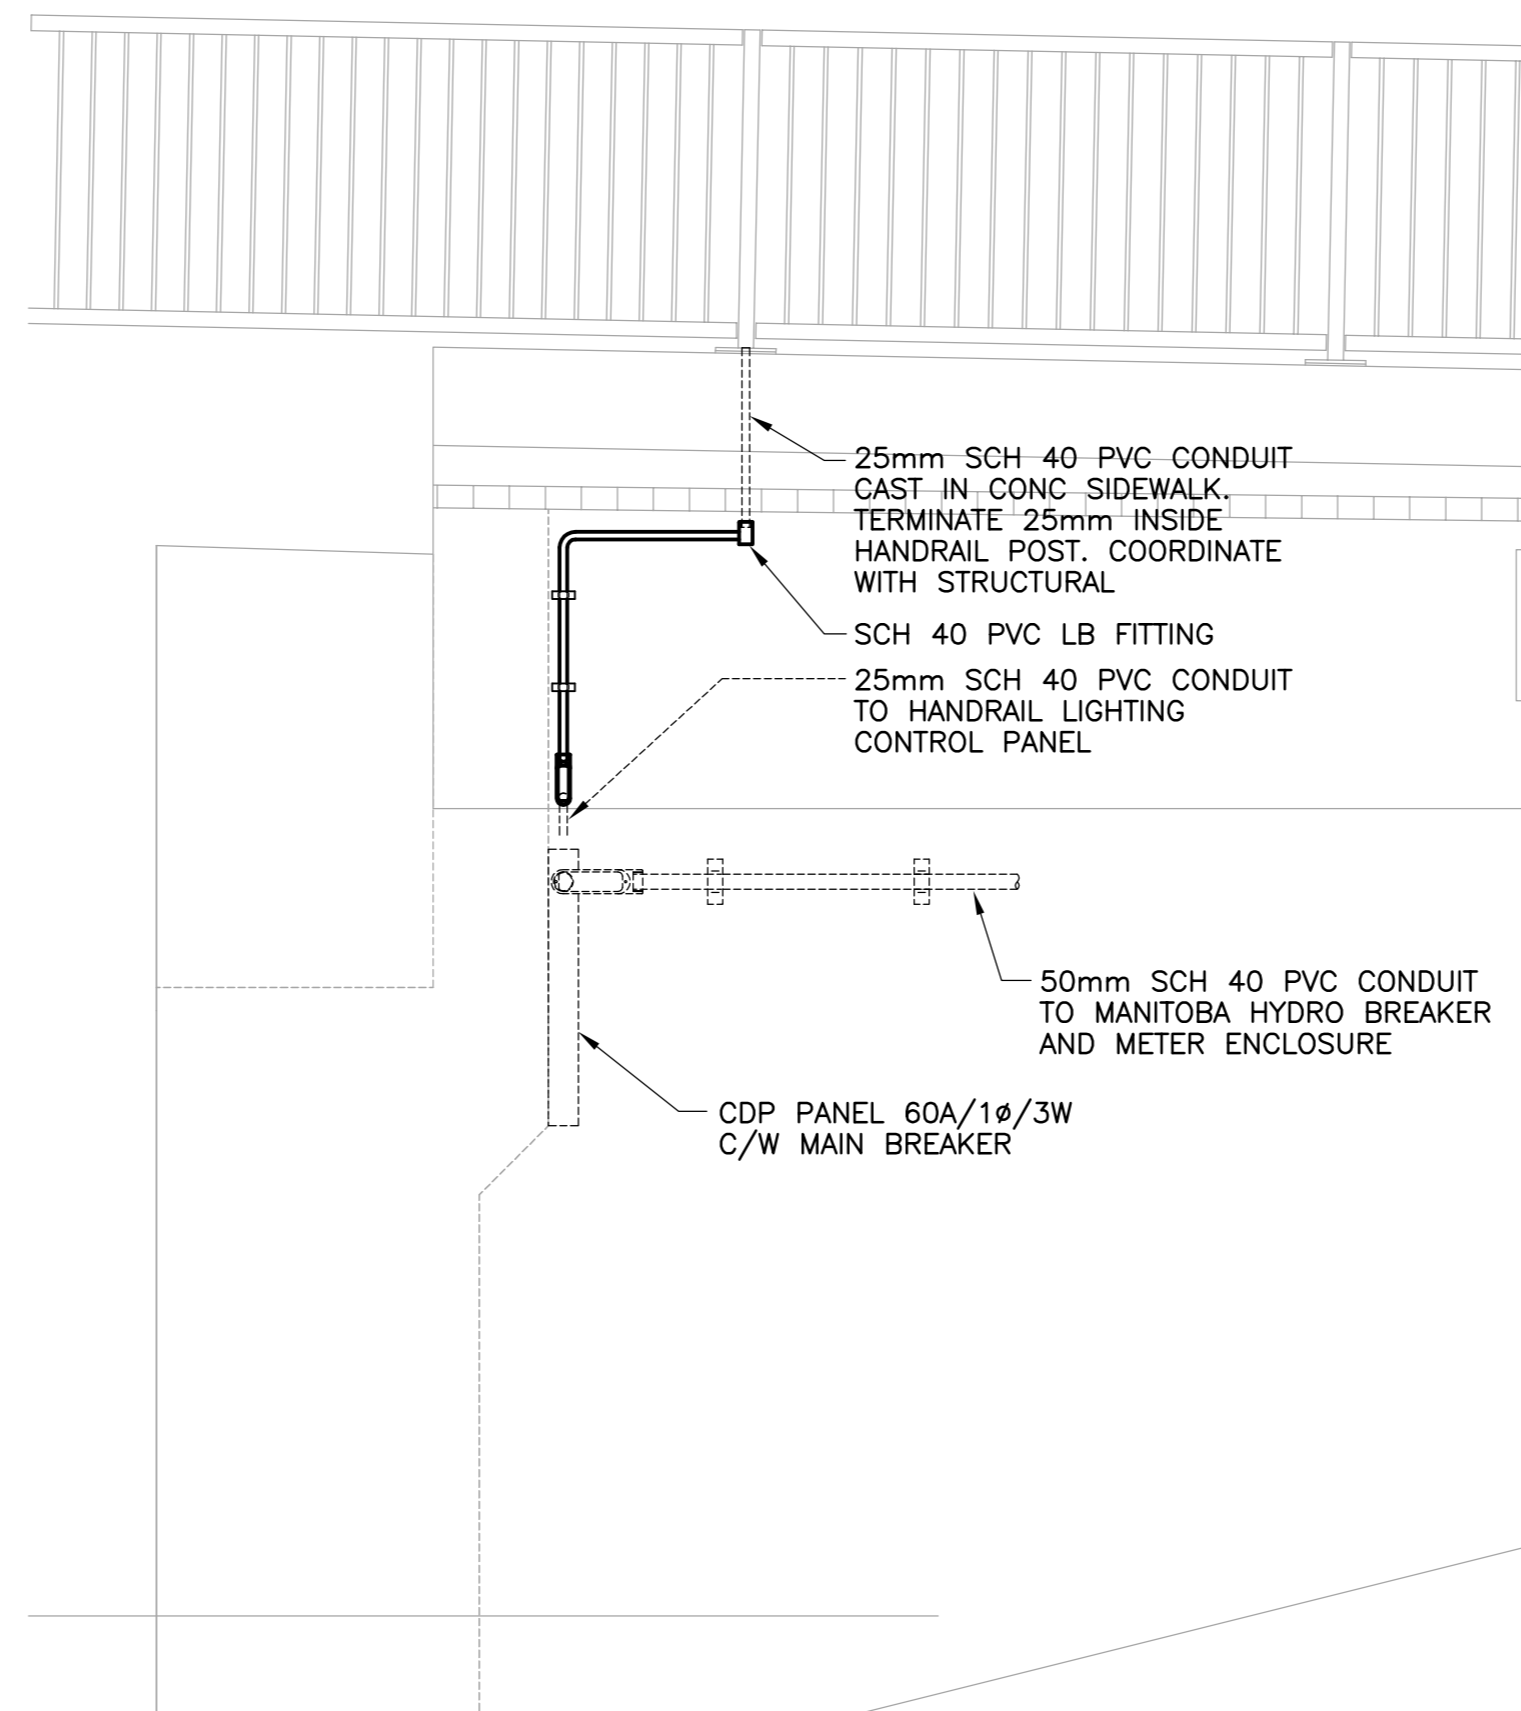 25mm SCH 40 PVC CONDUIT
CAST IN CONC SIDEWALK.
TERMINATE 25mm INSIDE
HANDRAIL POST. COORDINATE
WITH STRUCTURAL
SCH 40 PVC LB FITTING
25mm SCH 40 PVC CONDUIT
TO HANDRAIL LIGHTING
CONTROL PANEL
50mm SCH 40 PVC CONDUIT
TO MANITOBA HYDRO BREAKER
AND METER ENCLOSURE
CDP PANEL 60A/1ø/3W
C/W MAIN BREAKER